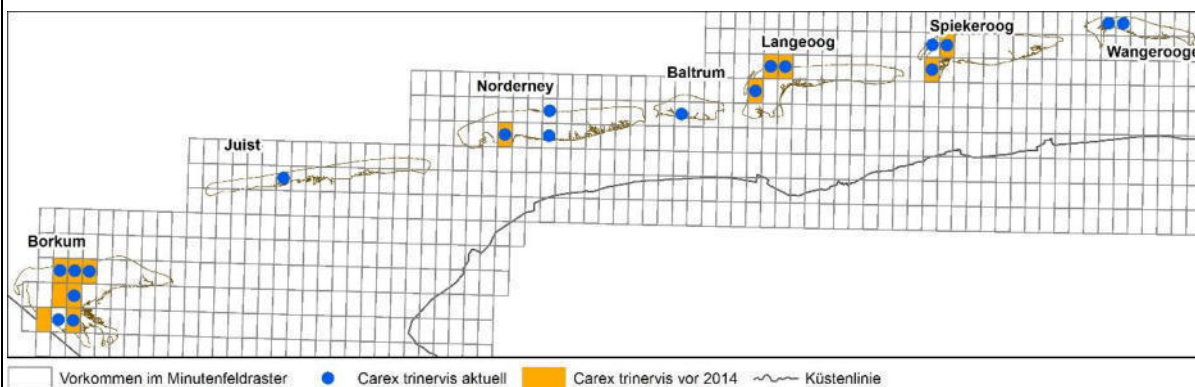 Spiekeroog
Langeoog
Wangerooge
Baltrum
Norderney
Juist
Borkum
Vorkommen im Minutenfeldraster
Carex trinervis aktuell
Carex trinervis vor 2014
Küstenlinie